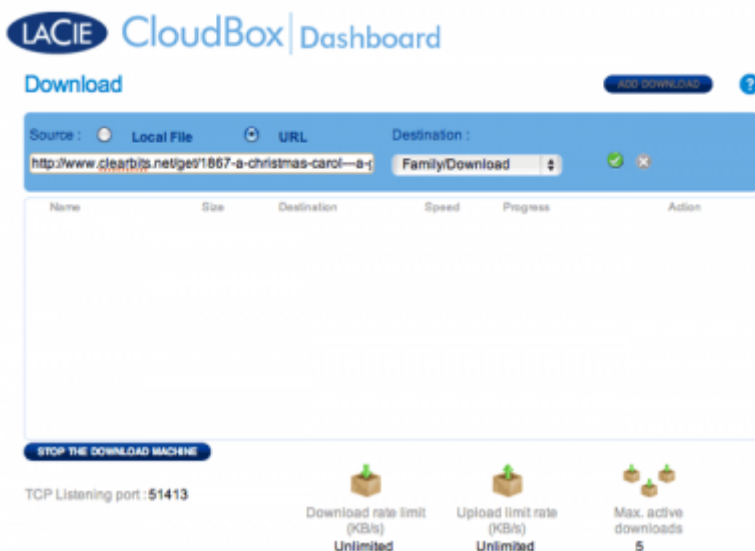 LACIE CloudBox Dashboard
Download
ADD DOWNLOAD
?
Source : Local File URL Destination :
http://www.clearbits.net/get/1867-a-christmas-carol---a-
Family/Download
Name Size Destination Speed Progress Action
STOP THE DOWNLOAD MACHINE
TCP Listening port : 51413
Download rate limit (KB/s)
Unlimited
Upload limit rate (KB/s)
Unlimited
Max. active downloads
5